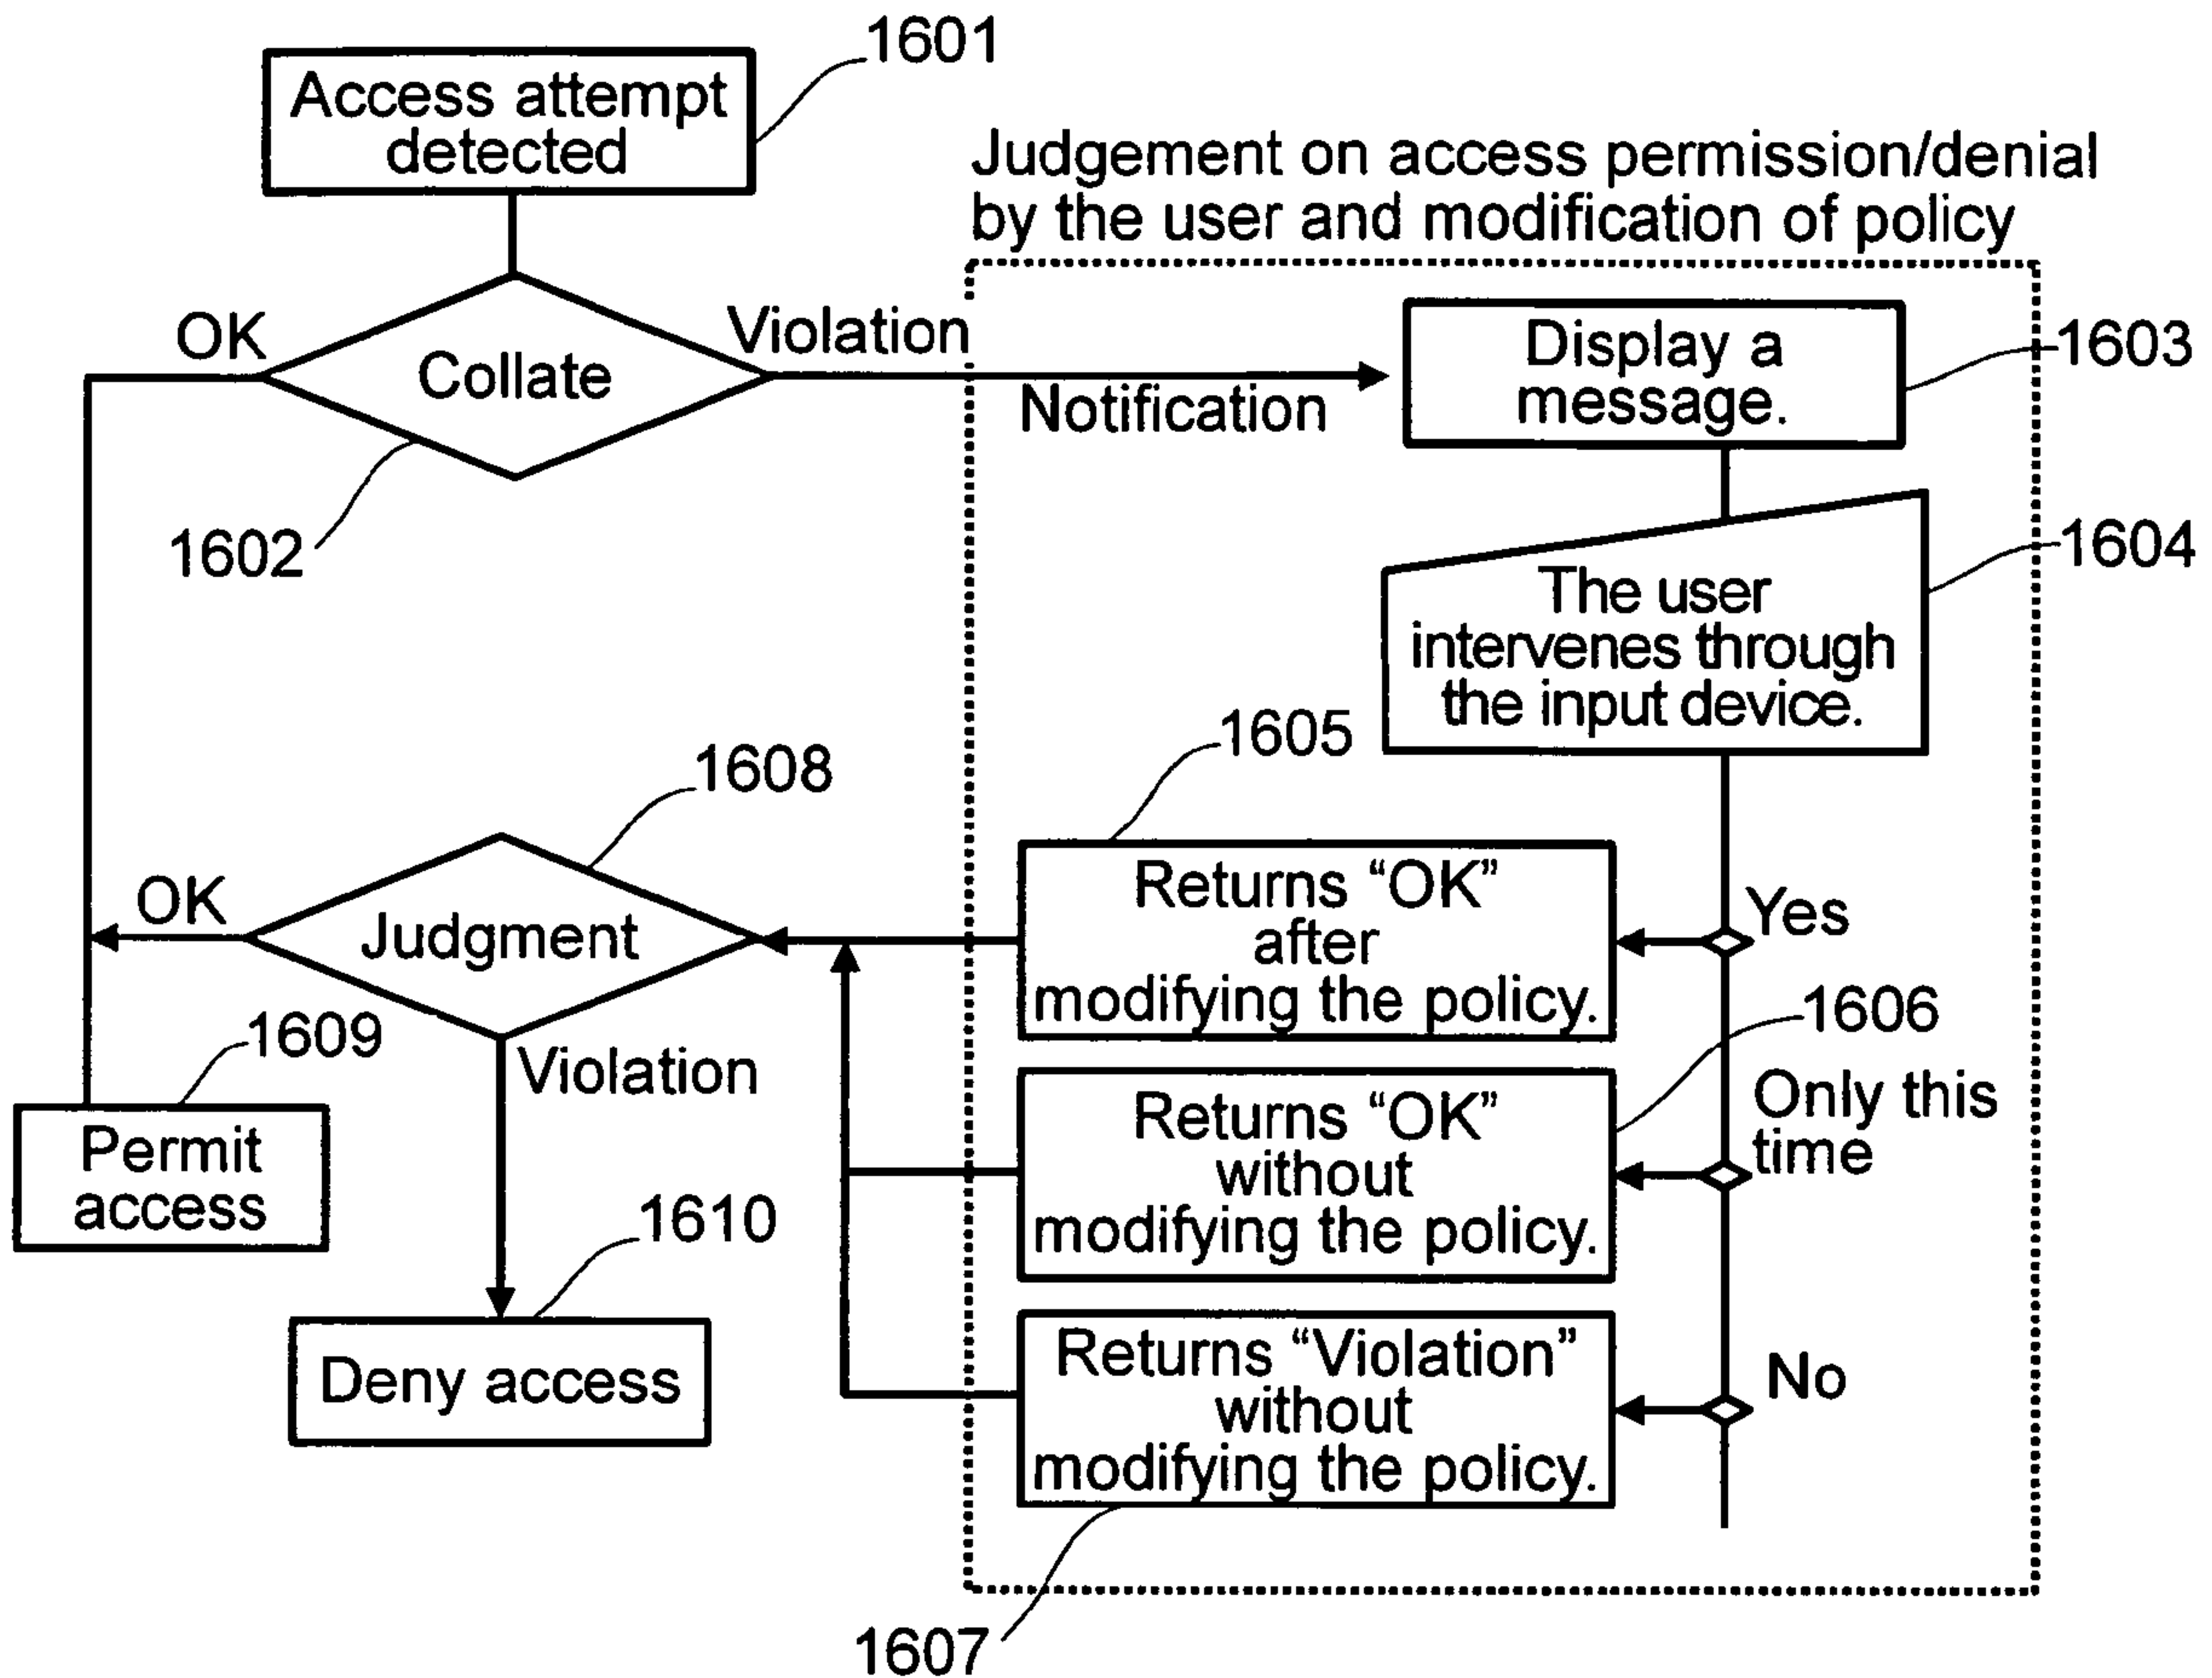 1601
Access attempt
detected
Judgement on access permission/denial
by the user and modification of policy
OK
Violation
Collate
Notification
Display a
message.
1603
1602
1604
The user
intervenes through
the input device.
1605
1608
OK
Judgment
Returns “OK”
after
modifying the policy.
Yes
1606
1609
Violation
Permit
access
Returns “OK”
without
modifying the policy.
Only this
time
1610
Deny access
Returns “Violation”
without
modifying the policy.
No
1607